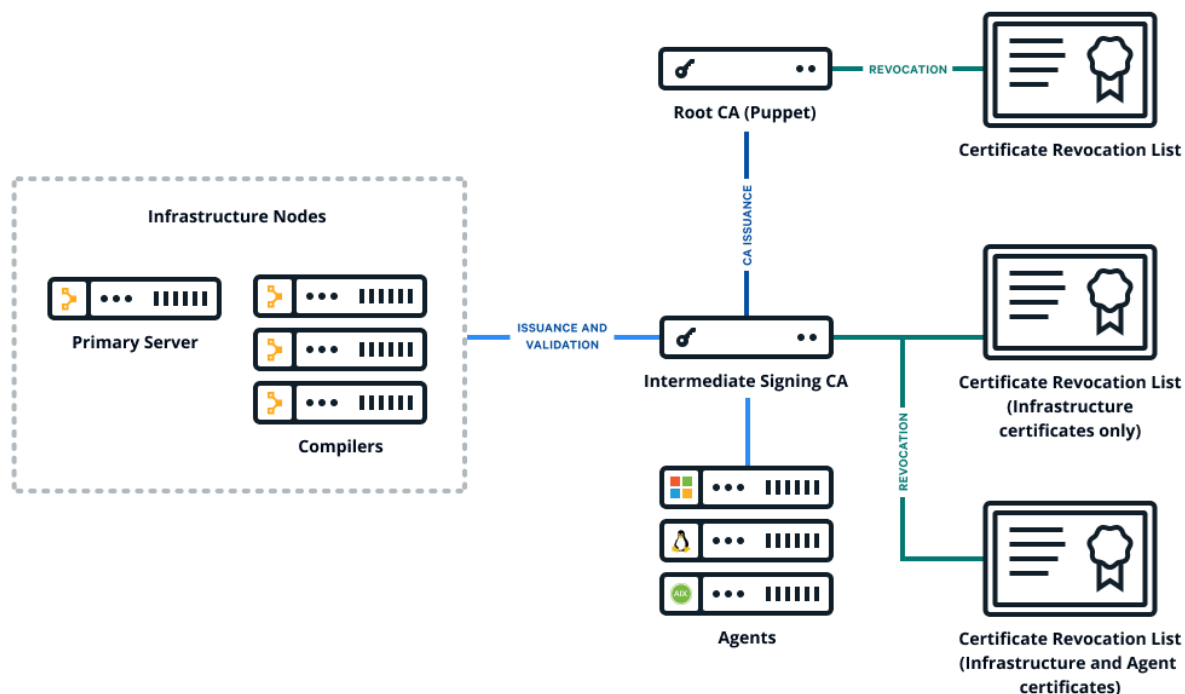 REVOCATION
Root CA (Puppet)
Certificate Revocation List
CA ISSUANCE
Infrastructure Nodes
Primary Server
Compilers
ISSUANCE AND
VALIDATION
Intermediate Signing CA
Certificate Revocation List
(Infrastructure
certificates only)
REVOCATION
AIX
Agents
Certificate Revocation List
(Infrastructure and Agent
certificates)